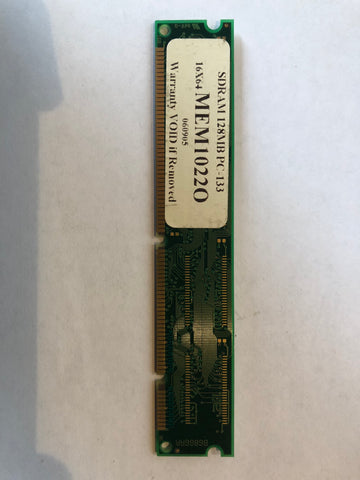 SDRAM 128MB PC-133
16X64 MEM1022O
060905
Warranty VOID if Removed